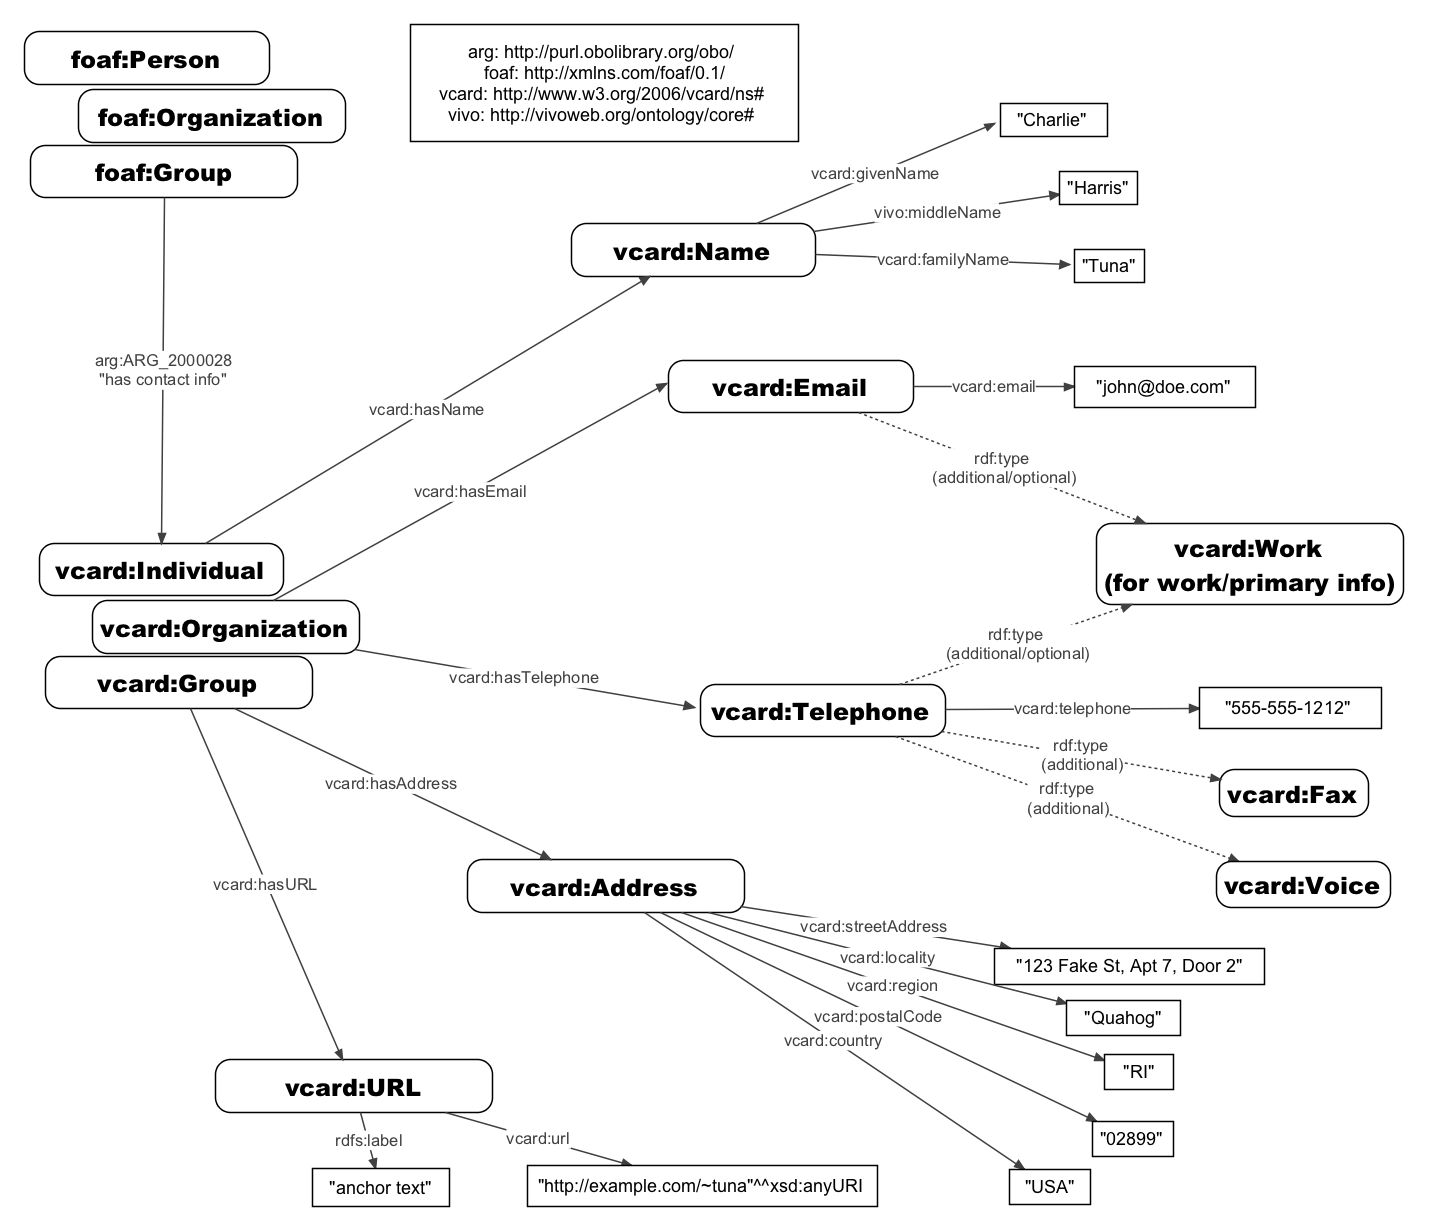 foaf:Person
foaf:Organization
foaf:Group
arg: http://purl.obolibrary.org/obo/
foaf: http://xmlns.com/foaf/0.1/
vcard: http://www.w3.org/2006/vcard/ns#
vivo: http://vivoweb.org/ontology/core#
"Charlie"
vcard:givenName
"Harris"
vivo:middleName
vcard:Name
vcard:familyName
"Tuna"
arg:ARG_2000028
"has contact info"
vcard:hasName
vcard:Email
vcard:email
"john@doe.com"
rdf:type
(additional/optional)
vcard:hasEmail
vcard:Work
(for work/primary info)
vcard:Individual
vcard:Organization
vcard:Group
rdf:type
(additional/optional)
vcard:hasTelephone
vcard:Telephone
vcard:telephone
"555-555-1212"
rdf:type
(additional)
vcard:Fax
rdf:type
(additional)
vcard:Voice
vcard:hasAddress
vcard:hasURL
vcard:Address
vcard:streetAddress
"123 Fake St, Apt 7, Door 2"
vcard:locality
"Quahog"
vcard:region
"RI"
vcard:postalCode
"02899"
vcard:country
"USA"
vcard:URL
rdfs:label
"anchor text"
vcard:url
"http://example.com/~tuna"^^xsd:anyURI